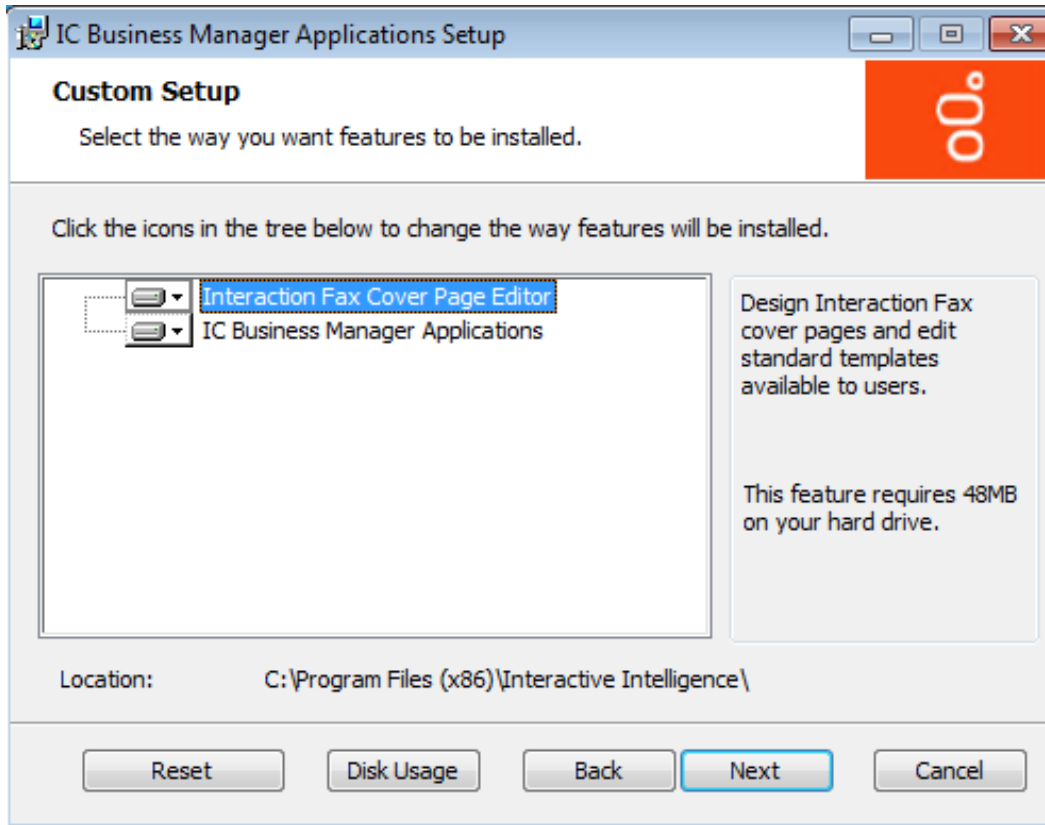 IC Business Manager Applications Setup
Custom Setup
Select the way you want features to be installed.
Click the icons in the tree below to change the way features will be installed.
Interaction Fax Cover Page Editor
IC Business Manager Applications
Design Interaction Fax
cover pages and edit
standard templates
available to users.
This feature requires 48MB
on your hard drive.
Location: C:\Program Files (x86)\Interactive Intelligence\
Reset Disk Usage Back Next Cancel